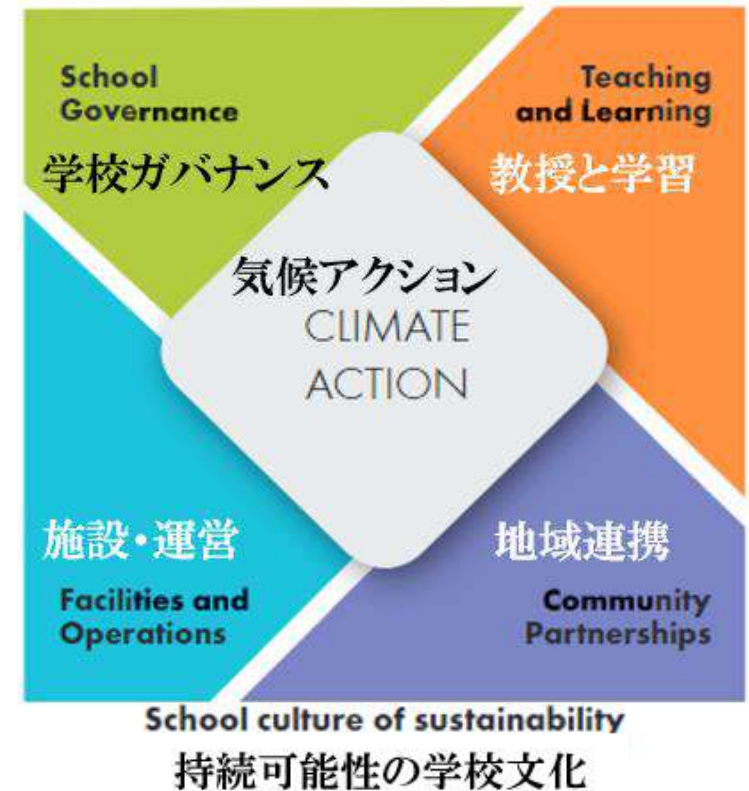 School
Governance
学校ガバナンス
Teaching
and Learning
教授と学習
気候アクション
CLIMATE
ACTION
施設・運営
Facilities and
Operations
地域連携
Community
Partnerships
School culture of sustainability
持続可能性の学校文化